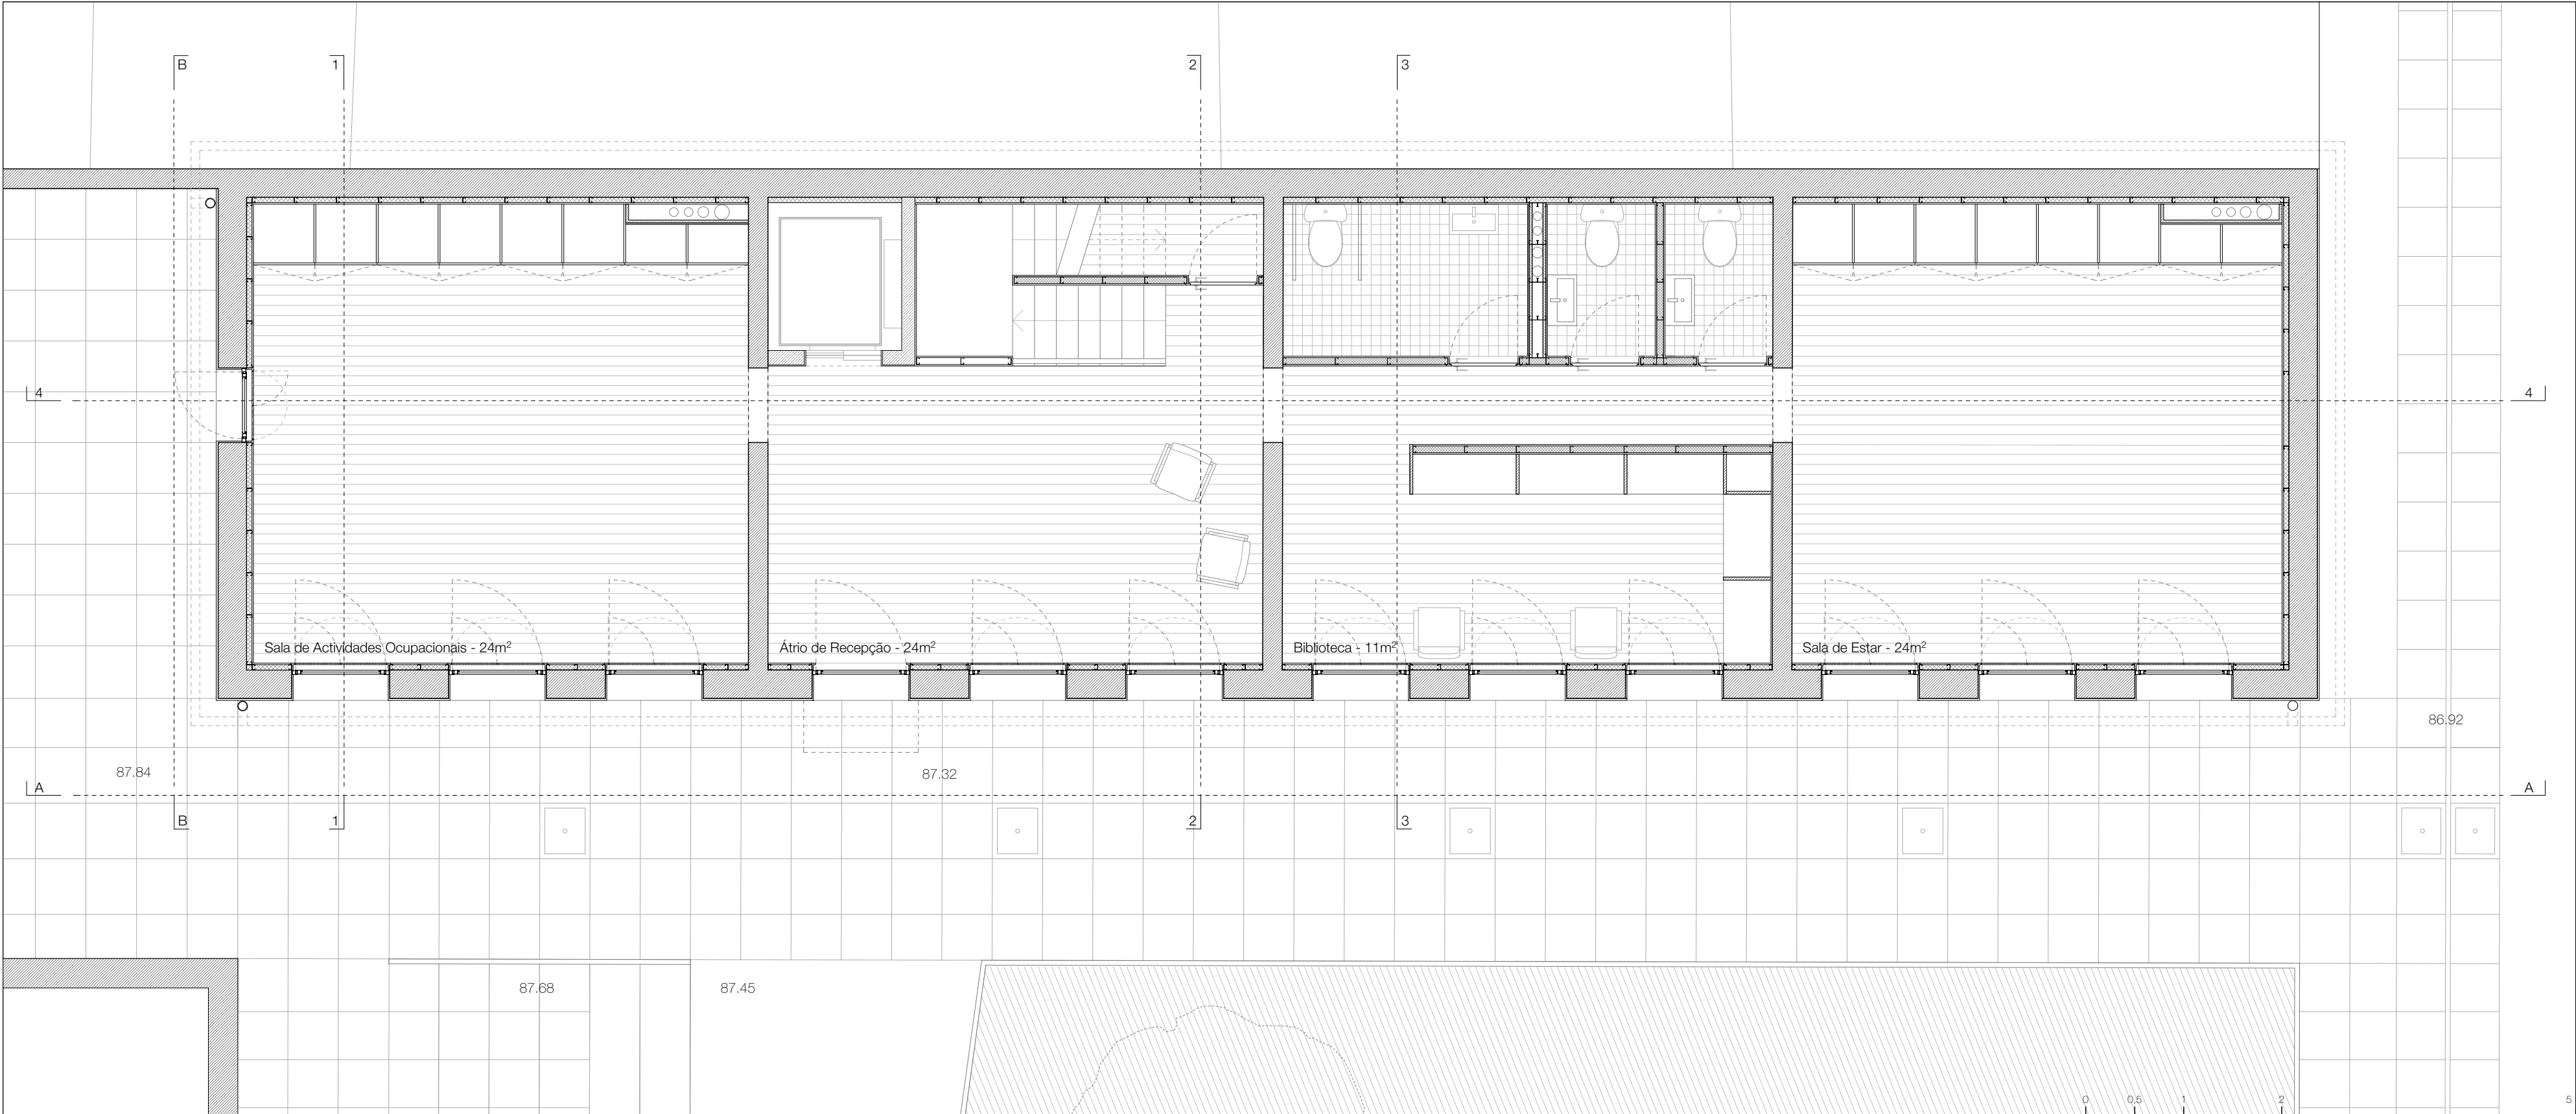 B
1
2
3
4
4
Sala de Actividades Ocupacionais - 24m²
Átrio de Recepção - 24m²
Biblioteca - 11m²
Sala de Estar - 24m²
86.92
87.84
87.32
A
A
B
1
2
3
87.68
87.45
0 0,5 1 2 5